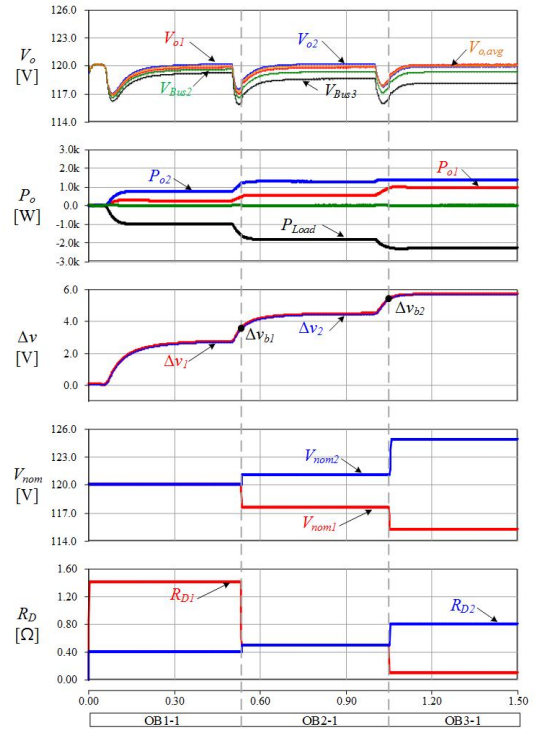 V_o
[V]
126.0
120.0
117.0
114.0
V_o1
V_o2
V_o,avg
V_Bus2
V_Bus3
P_o
[W]
3.0k
2.0k
1.0k
0.0
-1.0k
-2.0k
-3.0k
P_o2
P_o1
P_Load
Δv
[V]
6.0
4.0
2.0
0.0
Δv_b1
Δv_2
Δv_b2
Δv_1
V_nom
[V]
126.0
123.0
120.0
117.0
114.0
V_nom2
V_nom1
R_D
[Ω]
1.60
1.20
0.80
0.40
0.00
R_D1
R_D2
0.00 0.30 0.60 0.90 1.20 1.50
OB1-1 OB2-1 OB3-1